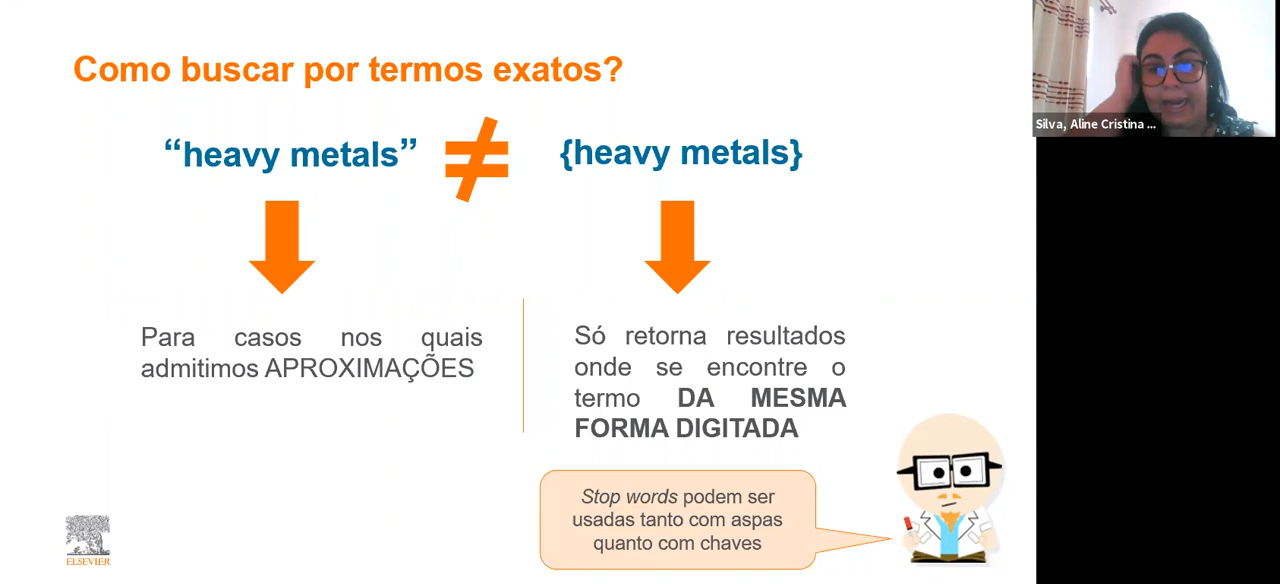 Como buscar por termos exatos?
“heavy metals” ≠ {heavy metals}
Para casos nos quais
admitimos APROXIMAÇÕES
Só retorna resultados
onde se encontre o
termo DA MESMA
FORMA DIGITADA
Stop words podem ser
usadas tanto com aspas
quanto com chaves
ELSEVIER
Silva, Aline Cristina ...